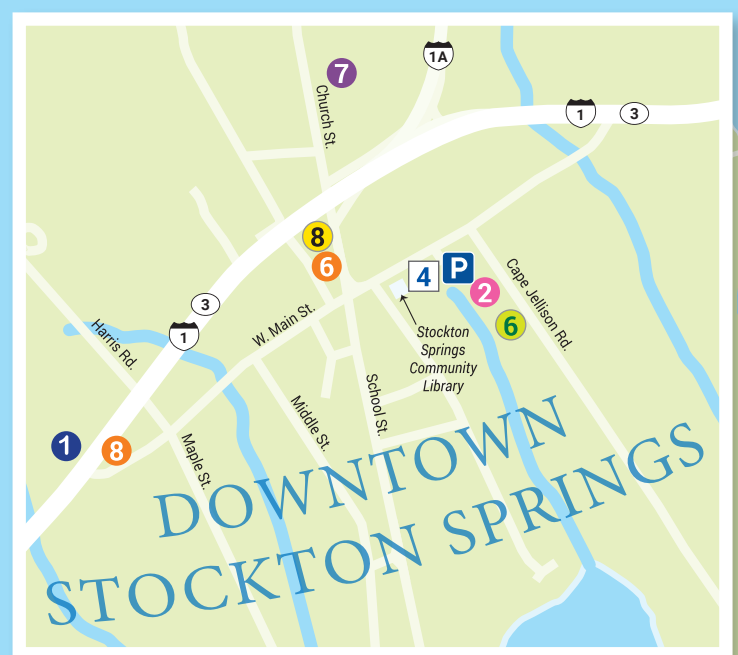 1A
7
Church St.
1
3
8
6
P
4
2
Cape Jellison Rd.
3
1
6
W. Main St.
Harris Rd.
Stockton
Springs
Community
Library
School St.
Middle St.
Maple St.
1
8
DOWNTOWN
STOCKTON SPRINGS